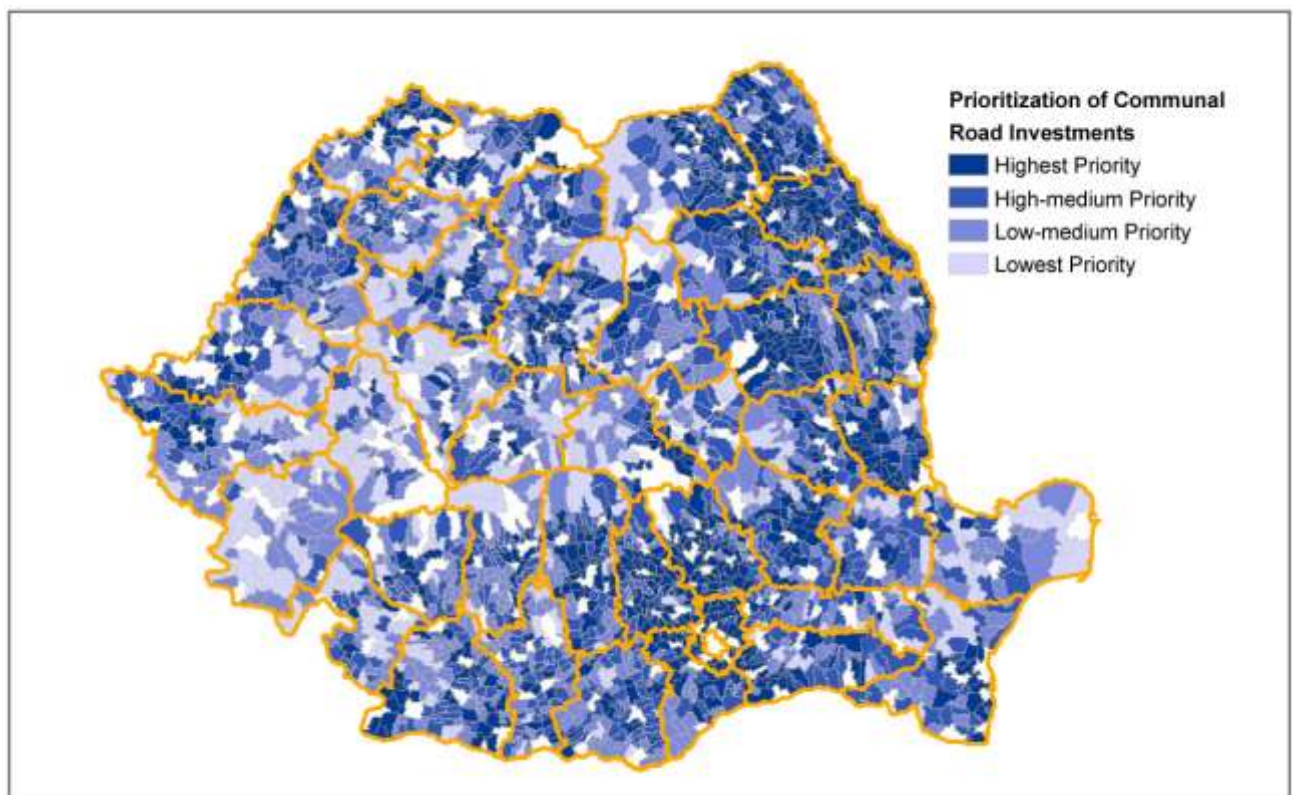 Prioritization of Communal
Road Investments
Highest Priority
High-medium Priority
Low-medium Priority
Lowest Priority